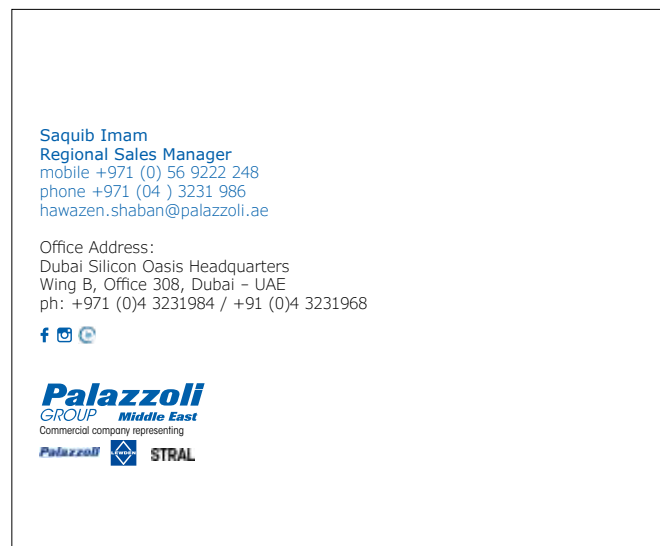 Saquib Imam
Regional Sales Manager
mobile +971 (0) 56 9222 248
phone +971 (04 ) 3231 986
hawazen.shaban@palazzoli.ae
Office Address:
Dubai Silicon Oasis Headquarters
Wing B, Office 308, Dubai – UAE
ph: +971 (0)4 3231984 / +91 (0)4 3231968
Palazzoli
GROUP Middle East
Commercial company representing
Palazzoli LEWDEN STRAL